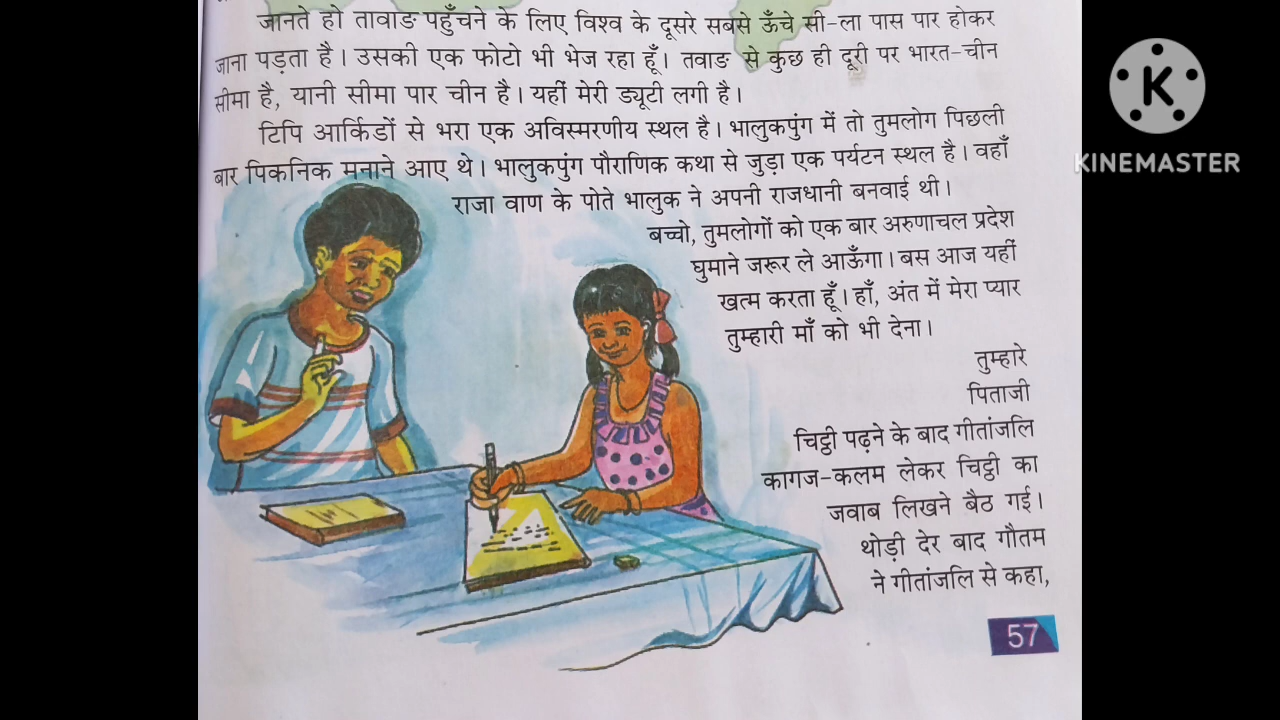 जानते हो तावाङ पहुँचने के लिए विश्व के दूसरे सबसे ऊँचे सी-ला पास पार होकर
जाना पड़ता है। उसकी एक फोटो भी भेज रहा हूँ। तवाङ से कुछ ही दूरी पर भारत-चीन
सीमा है, यानी सीमा पार चीन है। यहीं मेरी ड्यूटी लगी है।
टिपि आर्किडों से भरा एक अविस्मरणीय स्थल है। भालुकपुंग में तो तुमलोग पिछली
बार पिकनिक मनाने आए थे। भालुकपुंग पौराणिक कथा से जुड़ा एक पर्यटन स्थल है। वहाँ
राजा वाण के पोते भालुक ने अपनी राजधानी बनवाई थी।
बच्चो, तुमलोगों को एक बार अरुणाचल प्रदेश
घुमाने जरूर ले आऊँगा। बस आज यहीं
खत्म करता हूँ। हाँ, अंत में मेरा प्यार
तुम्हारी माँ को भी देना।
तुम्हारे
पिताजी
चिट्ठी पढ़ने के बाद गीतांजलि
कागज-कलम लेकर चिट्ठी का
जवाब लिखने बैठ गई।
थोड़ी देर बाद गौतम
ने गीतांजलि से कहा,
57
K
KINEMASTER